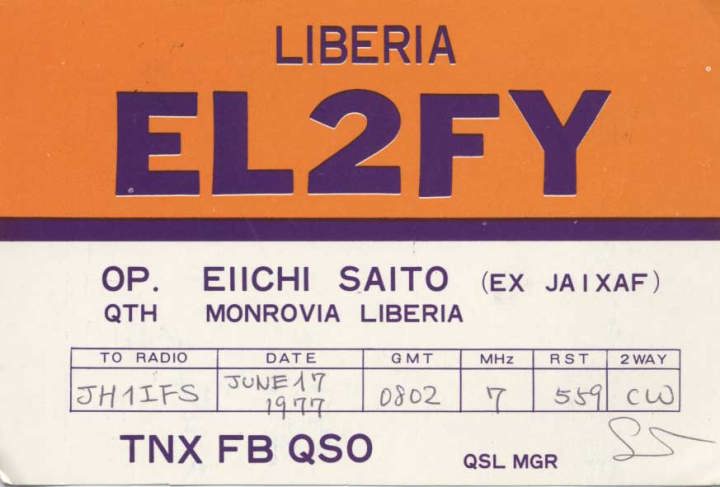 LIBERIA
EL2FY
OP. EIICHI SAITO (EX JA1XAF)
QTH MONROVIA LIBERIA
TO RADIO DATE GMT MHz RST 2WAY
JH1IFS JUNE 17 1977 0802 7 559 CW
TNX FB QSO
QSL MGR